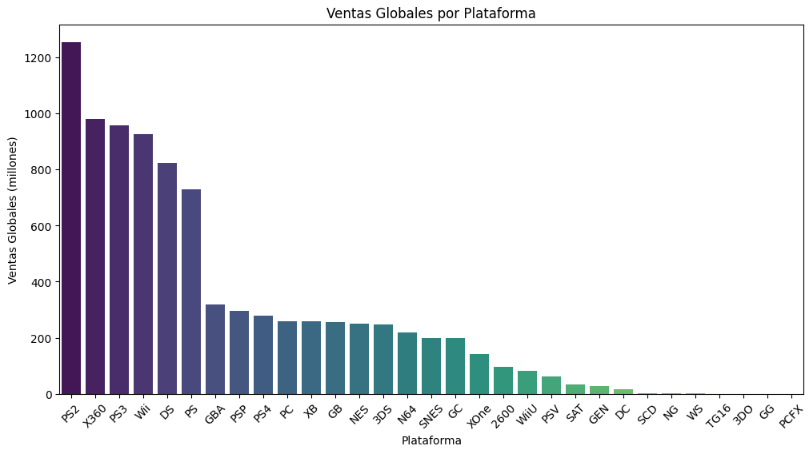 Ventas Globales por Plataforma
Ventas Globales (millones)
1200
1000
800
600
400
200
0
PS2 X360 PS3 Wii DS PS GBA PSP PS4 PC XB GB NES 3DS N64 SNES GC XOne 2600 WiiU PSV SAT GEN DC SCD NG WS TG16 3DO GG PCFX
Plataforma